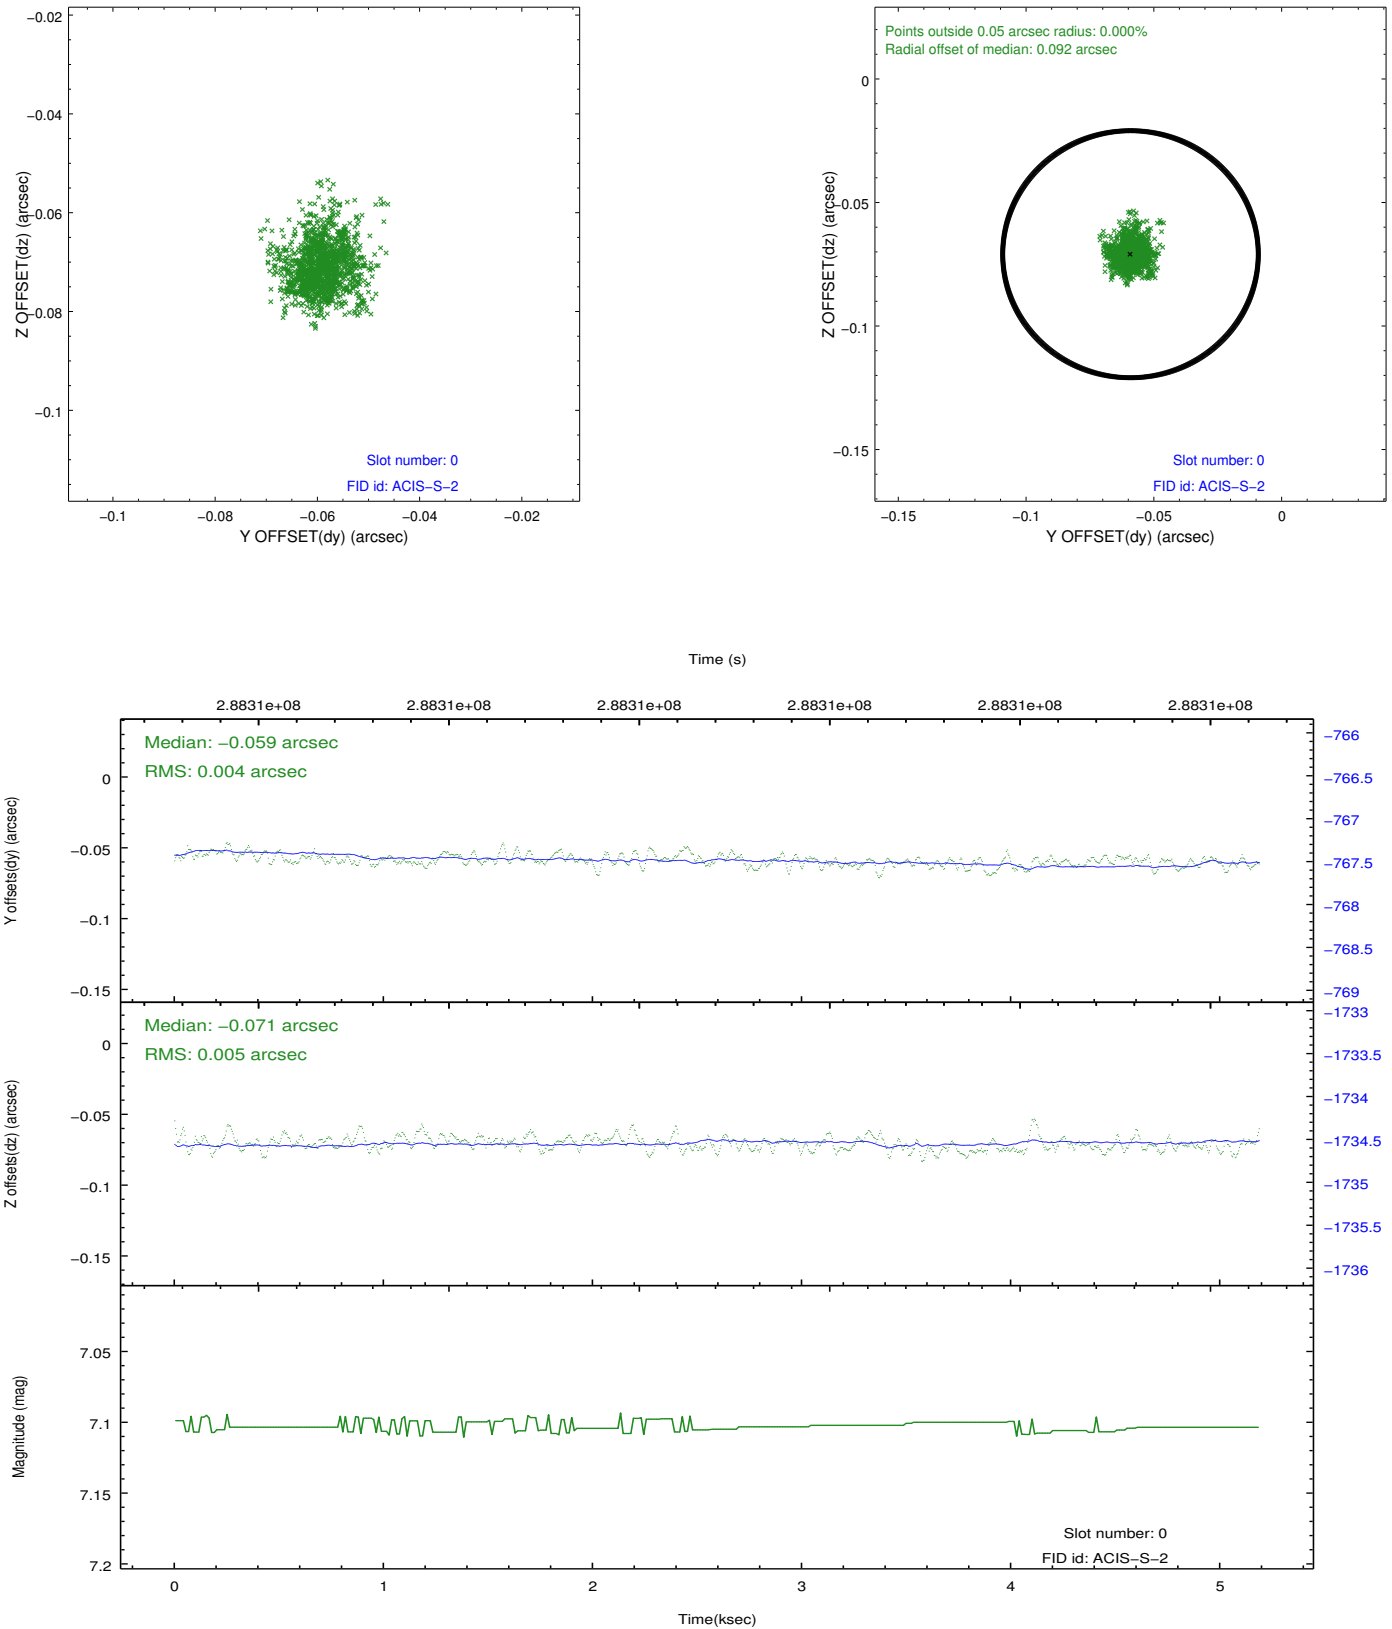 −0.02
−0.04
−0.06
−0.08
−0.1
Z OFFSET(dz) (arcsec)
Slot number: 0
FID id: ACIS−S−2
−0.1
−0.08
−0.06
−0.04
−0.02
Y OFFSET(dy) (arcsec)
Points outside 0.05 arcsec radius: 0.000%
Radial offset of median: 0.092 arcsec
0
−0.05
−0.1
−0.15
Z OFFSET(dz) (arcsec)
Slot number: 0
FID id: ACIS−S−2
−0.15
−0.1
−0.05
0
Y OFFSET(dy) (arcsec)
Time (s)
2.8831e+08
2.8831e+08
2.8831e+08
2.8831e+08
2.8831e+08
2.8831e+08
Median: −0.059 arcsec
RMS: 0.004 arcsec
0
−0.05
−0.1
−0.15
Y offsets(dy) (arcsec)
−766
−766.5
−767
−767.5
−768
−768.5
−769
Median: −0.071 arcsec
RMS: 0.005 arcsec
0
−0.05
−0.1
−0.15
Z offsets(dz) (arcsec)
−1733
−1733.5
−1734
−1734.5
−1735
−1735.5
−1736
7.05
7.1
7.15
7.2
Magnitude (mag)
Slot number: 0
FID id: ACIS−S−2
0
1
2
3
4
5
Time(ksec)